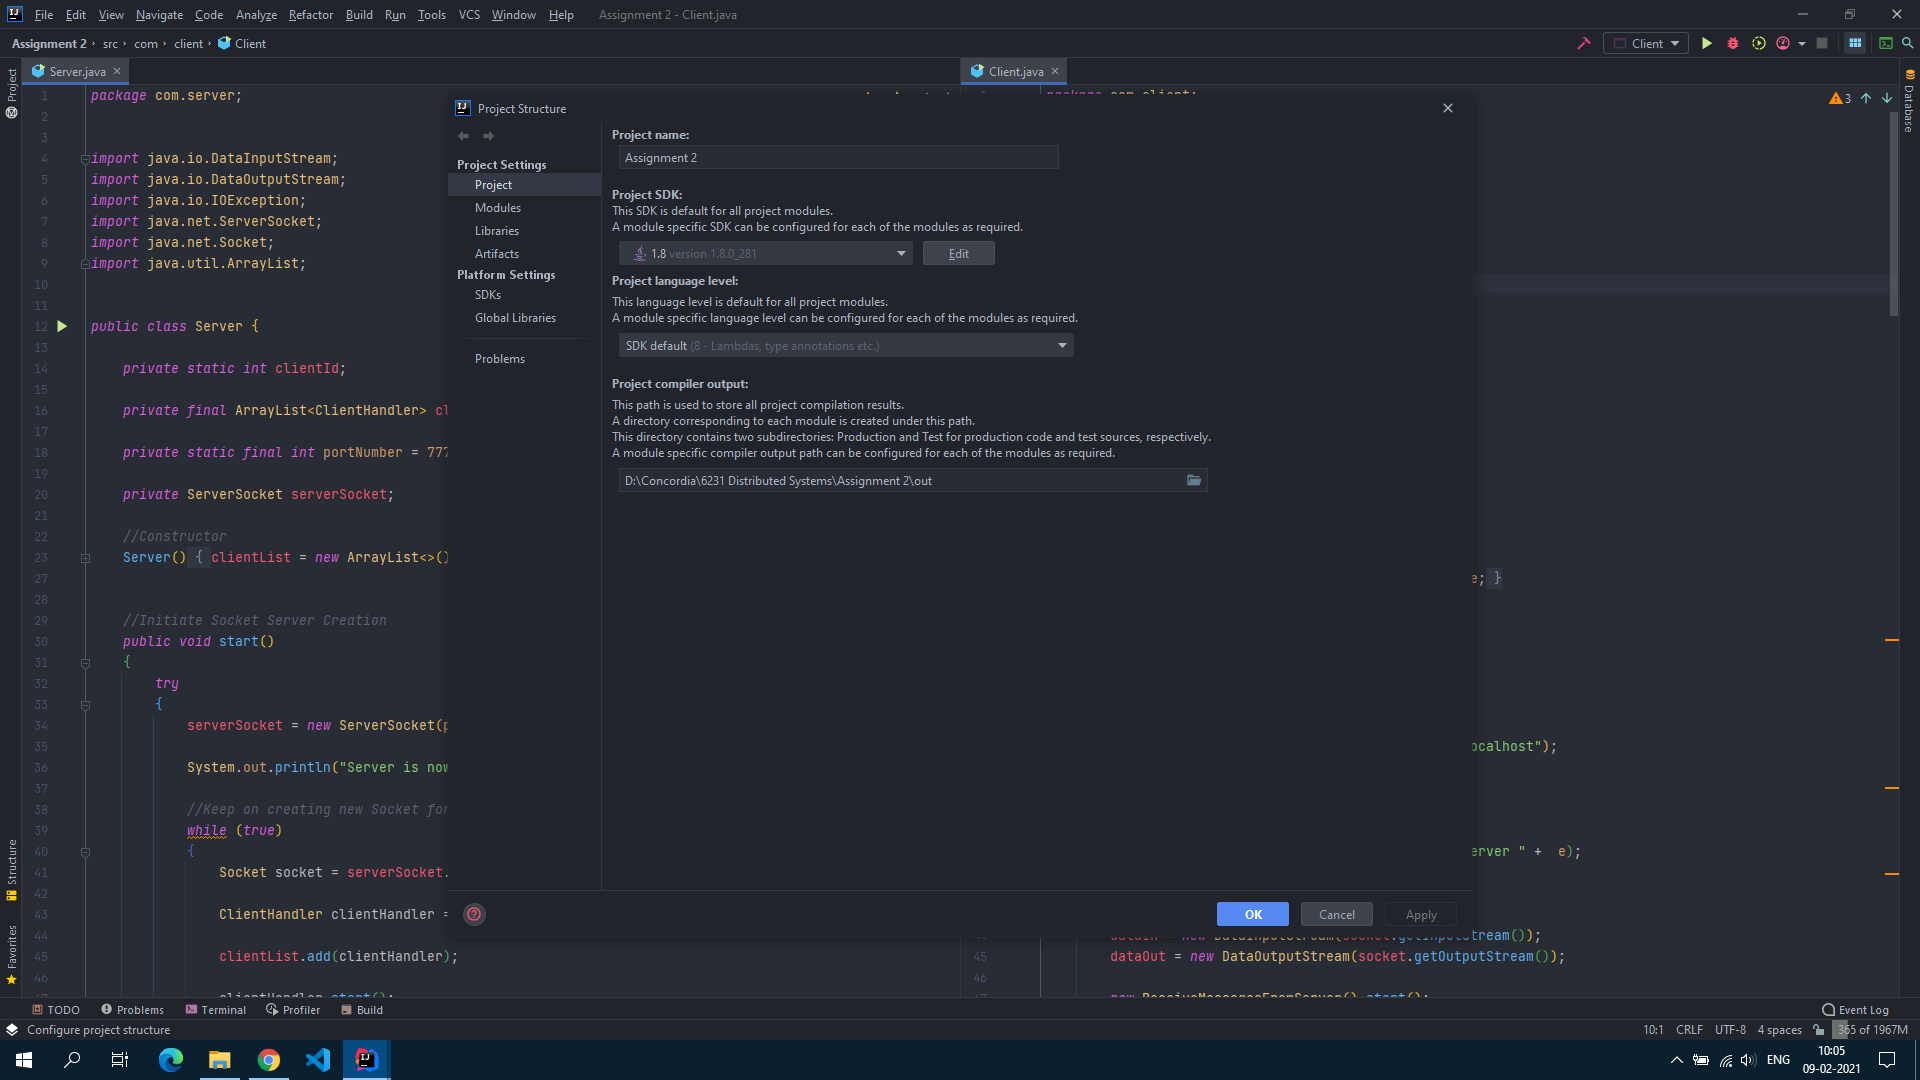 File Edit View Navigate Code Analyze Refactor Build Run Tools VCS Window Help Assignment 2 - Client.java
Assignment 2 › src › com › client › Client
Client
Project
Structure
Favorites
Database
Server.java
Client.java
3
1 package com.server;
2
3
4 import java.io.DataInputStream;
5 import java.io.DataOutputStream;
6 import java.io.IOException;
7 import java.net.ServerSocket;
8 import java.net.Socket;
9 import java.util.ArrayList;
10
11
12 public class Server {
13
14 private static int clientId;
15
16 private final ArrayList<ClientHandler> cl
17
18 private static final int portNumber = 777
19
20 private ServerSocket serverSocket;
21
22 //Constructor
23 Server() { clientList = new ArrayList<>()
27
28
29 //Initiate Socket Server Creation
30 public void start()
31 {
32 try
33 {
34 serverSocket = new ServerSocket(p
35
36 System.out.println("Server is now
37
38 //Keep on creating new Socket for
39 while (true)
40 {
41 Socket socket = serverSocket.
42
43 ClientHandler clientHandler =
44
45 clientList.add(clientHandler);
46
clientHandler.start();
Project Structure
Project Settings
Project
Modules
Libraries
Artifacts
Platform Settings
SDKs
Global Libraries
Problems
Project name:
Assignment 2
Project SDK:
This SDK is default for all project modules.
A module specific SDK can be configured for each of the modules as required.
1.8 version 1.8.0_281
Edit
Project language level:
This language level is default for all project modules.
A module specific language level can be configured for each of the modules as required.
SDK default (8 - Lambdas, type annotations etc.)
Project compiler output:
This path is used to store all project compilation results.
A directory corresponding to each module is created under this path.
This directory contains two subdirectories: Production and Test for production code and test sources, respectively.
A module specific compiler output path can be configured for each of the modules as required.
D:\Concordia\6231 Distributed Systems\Assignment 2\out
OK Cancel Apply
package com.client;
e; }
ocalhost");
erver " + e);
dataIn = new DataInputStream(socket.getInputStream());
45 dataOut = new DataOutputStream(socket.getOutputStream());
46
new ReceiveMessagesFromServer().start();
TODO Problems Terminal Profiler Build Event Log
Configure project structure 10:1 CRLF UTF-8 4 spaces 365 of 1967M
ENG
10:05
09-02-2021